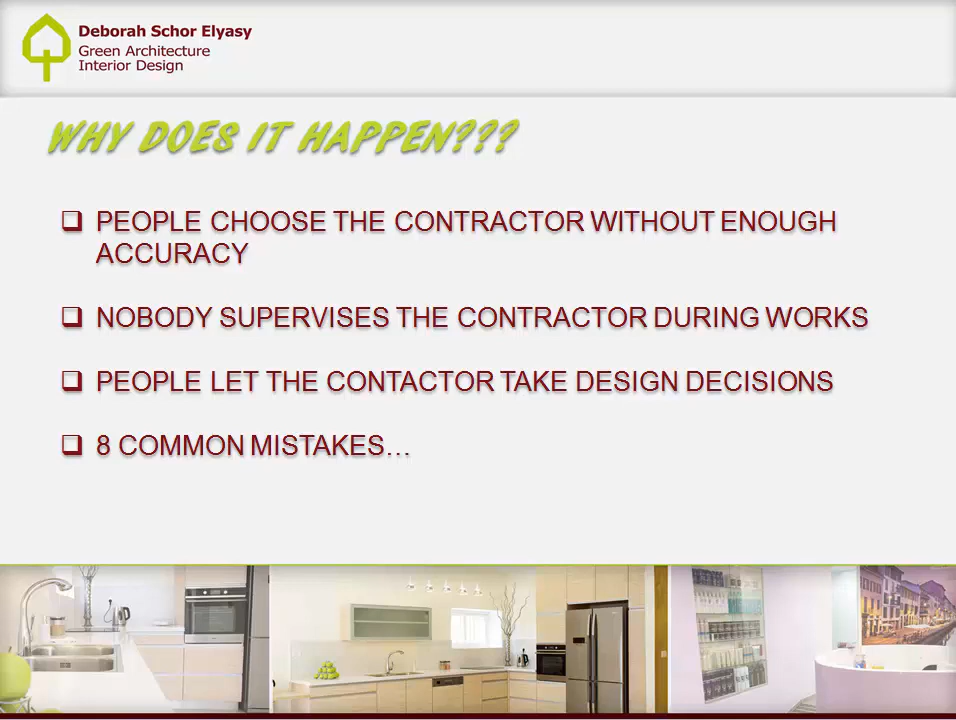 Deborah Schor Elyasy
Green Architecture
Interior Design
WHY DOES IT HAPPEN???
PEOPLE CHOOSE THE CONTRACTOR WITHOUT ENOUGH
ACCURACY
NOBODY SUPERVISES THE CONTRACTOR DURING WORKS
PEOPLE LET THE CONTACTOR TAKE DESIGN DECISIONS
8 COMMON MISTAKES…